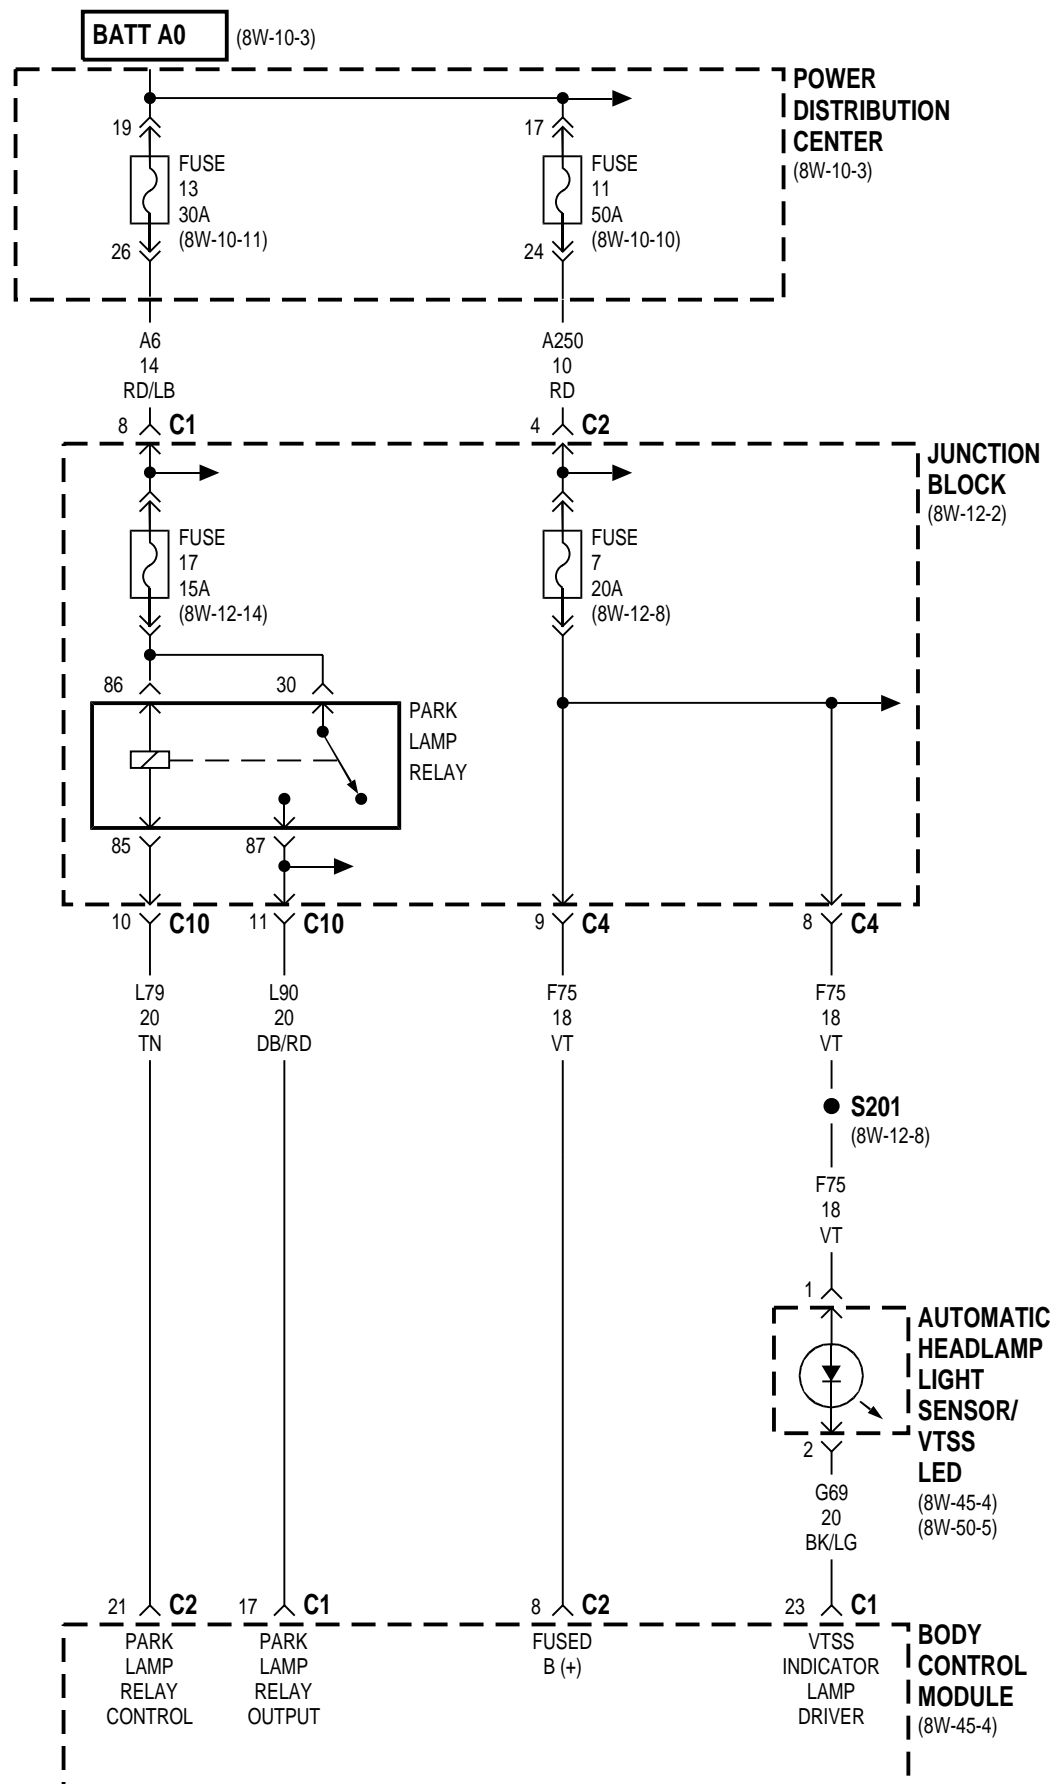 BATT A0 (8W-10-3)
POWER
DISTRIBUTION
CENTER
(8W-10-3)
19
FUSE
13
30A
(8W-10-11)
26
17
FUSE
11
50A
(8W-10-10)
24
A6
14
RD/LB
8 C1
A250
10
RD
4 C2
JUNCTION
BLOCK
(8W-12-2)
FUSE
17
15A
(8W-12-14)
FUSE
7
20A
(8W-12-8)
86 30
PARK
LAMP
RELAY
85 87
10 C10 11 C10 9 C4 8 C4
L79
20
TN
L90
20
DB/RD
F75
18
VT
F75
18
VT
S201
(8W-12-8)
F75
18
VT
1
AUTOMATIC
HEADLAMP
LIGHT
SENSOR/
VTSS
LED
(8W-45-4)
(8W-50-5)
2
G69
20
BK/LG
21 C2 17 C1 8 C2 23 C1
PARK
LAMP
RELAY
CONTROL
PARK
LAMP
RELAY
OUTPUT
FUSED
B (+)
VTSS
INDICATOR
LAMP
DRIVER
BODY
CONTROL
MODULE
(8W-45-4)